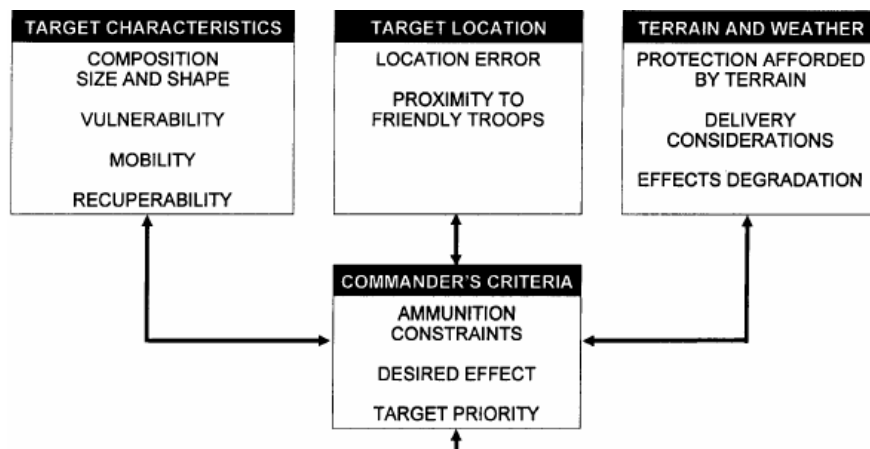 TARGET CHARACTERISTICS
COMPOSITION
SIZE AND SHAPE
VULNERABILITY
MOBILITY
RECUPERABILITY
TARGET LOCATION
LOCATION ERROR
PROXIMITY TO
FRIENDLY TROOPS
TERRAIN AND WEATHER
PROTECTION AFFORDED
BY TERRAIN
DELIVERY
CONSIDERATIONS
EFFECTS DEGRADATION
COMMANDER'S CRITERIA
AMMUNITION
CONSTRAINTS
DESIRED EFFECT
TARGET PRIORITY